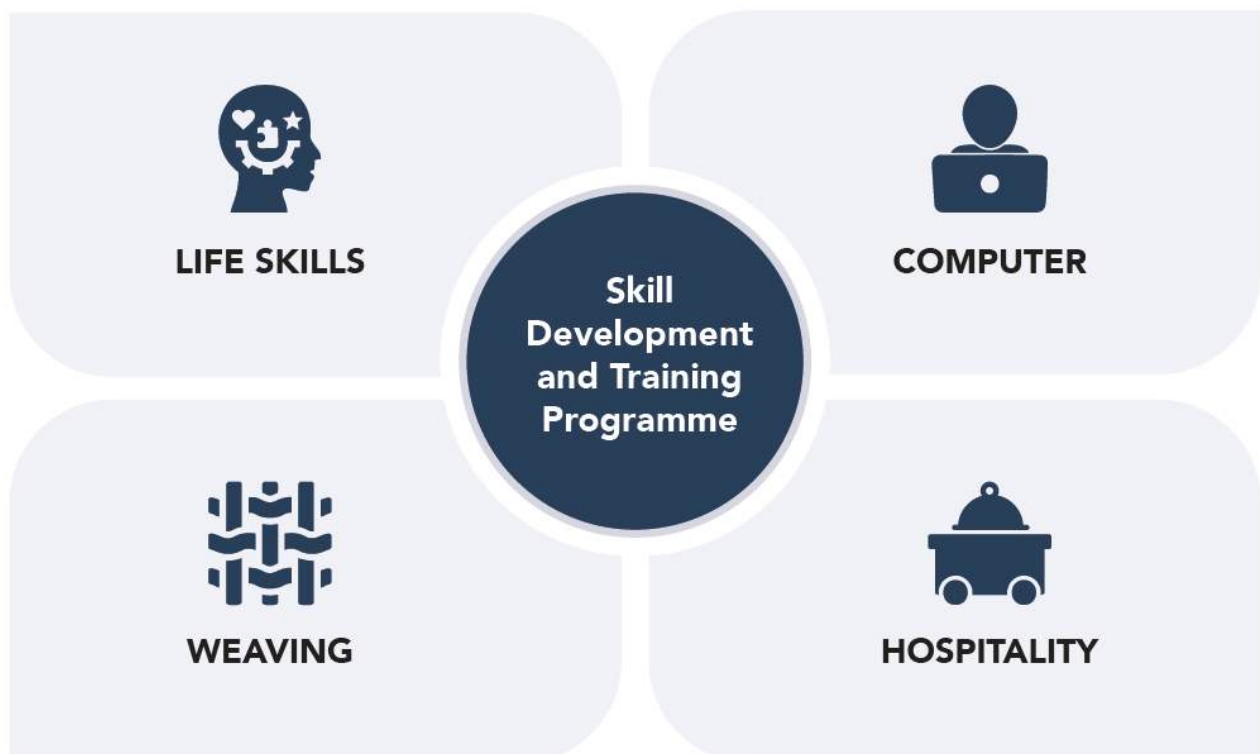 LIFE SKILLS
COMPUTER
Skill
Development
and Training
Programme
WEAVING
HOSPITALITY